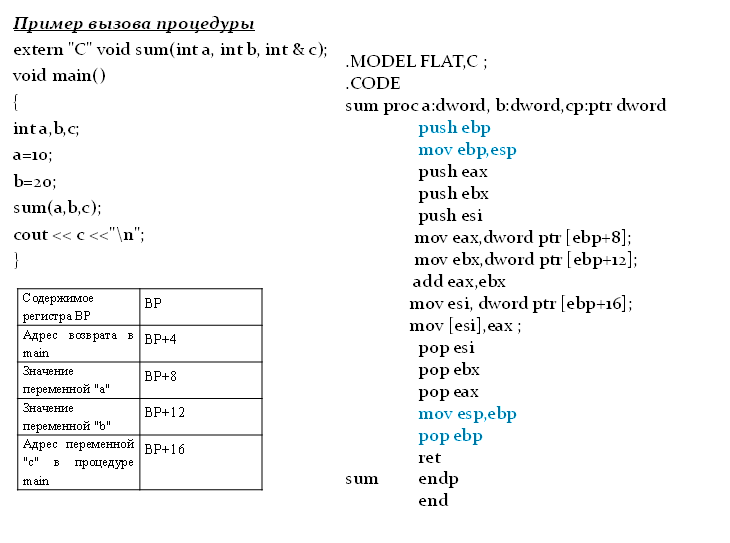 Пример вызова процедуры
extern "C" void sum(int a, int b, int & c);
void main()
{
int a,b,c;
a=10;
b=20;
sum(a,b,c);
cout << c <<"\n";
}
Содержимое
регистра BP
BP
Адрес возврата в
main
BP+4
Значение
переменной "a"
BP+8
Значение
переменной "b"
BP+12
Адрес переменной
"c" в процедуре
main
BP+16
.MODEL FLAT,C ;
.CODE
sum proc a:dword, b:dword,cp:ptr dword
push ebp
mov ebp,esp
push eax
push ebx
push esi
mov eax,dword ptr [ebp+8];
mov ebx,dword ptr [ebp+12];
add eax,ebx
mov esi, dword ptr [ebp+16];
mov [esi],eax ;
pop esi
pop ebx
pop eax
mov esp,ebp
pop ebp
ret
sum endp
end